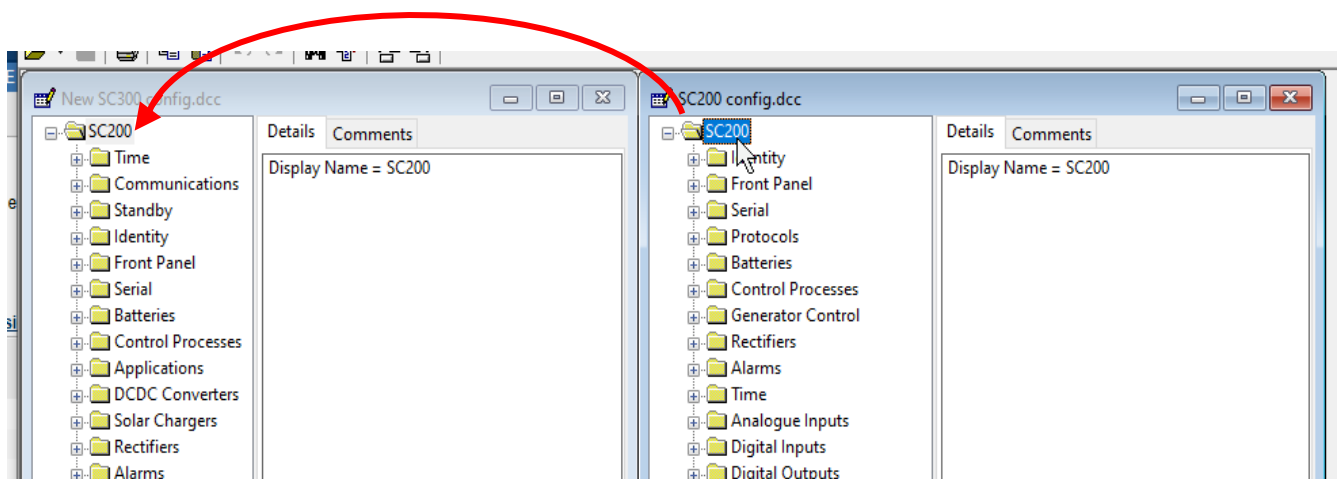 New SC300 config.dcc
SC200
Time
Communications
Standby
Identity
Front Panel
Serial
Batteries
Control Processes
Applications
DCDC Converters
Solar Chargers
Rectifiers
Alarms
Details Comments
Display Name = SC200
SC200 config.dcc
SC200
Identity
Front Panel
Serial
Protocols
Batteries
Control Processes
Generator Control
Rectifiers
Alarms
Time
Analogue Inputs
Digital Inputs
Digital Outputs
Details Comments
Display Name = SC200